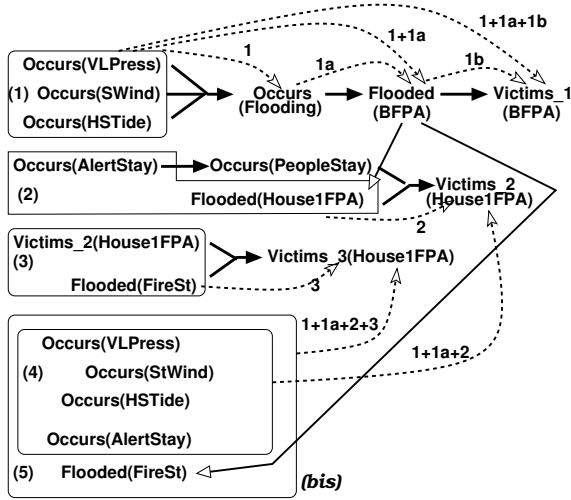 1+1a+1b
1
1+1a
Occurs(VLPress)
1a
1b
(1) Occurs(SWind)
Occurs Flooded Victims_1
(Flooding) (BFPA) (BFPA)
Occurs(HSTide)
Occurs(AlertStay) Occurs(PeopleStay)
Victims_2
(2) Flooded(House1FPA) (House1FPA)
2
Victims_2(House1FPA)
(3) Victims_3(House1FPA)
Flooded(FireSt) 3
1+1a+2+3
Occurs(VLPress)
1+1a+2
(4) Occurs(StWind)
Occurs(HSTide)
Occurs(AlertStay)
(5) Flooded(FireSt)
(bis)